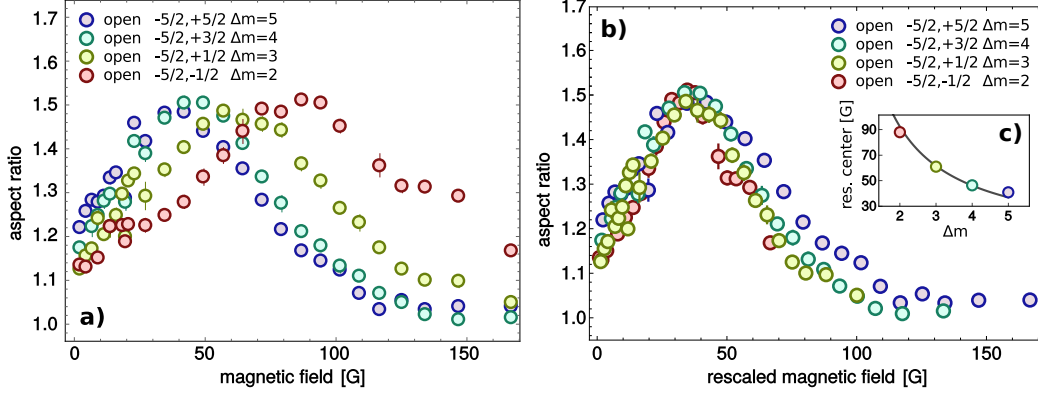 a)
open -5/2,+5/2 Δm=5
open -5/2,+3/2 Δm=4
open -5/2,+1/2 Δm=3
open -5/2,-1/2 Δm=2
aspect ratio
1.7
1.6
1.5
1.4
1.3
1.2
1.1
1.0
0 50 100 150
magnetic field [G]
b)
open -5/2,+5/2 Δm=5
open -5/2,+3/2 Δm=4
open -5/2,+1/2 Δm=3
open -5/2,-1/2 Δm=2
aspect ratio
1.7
1.6
1.5
1.4
1.3
1.2
1.1
1.0
0 50 100 150
rescaled magnetic field [G]
c)
res. center [G]
90
70
50
30
2 3 4 5
Δm